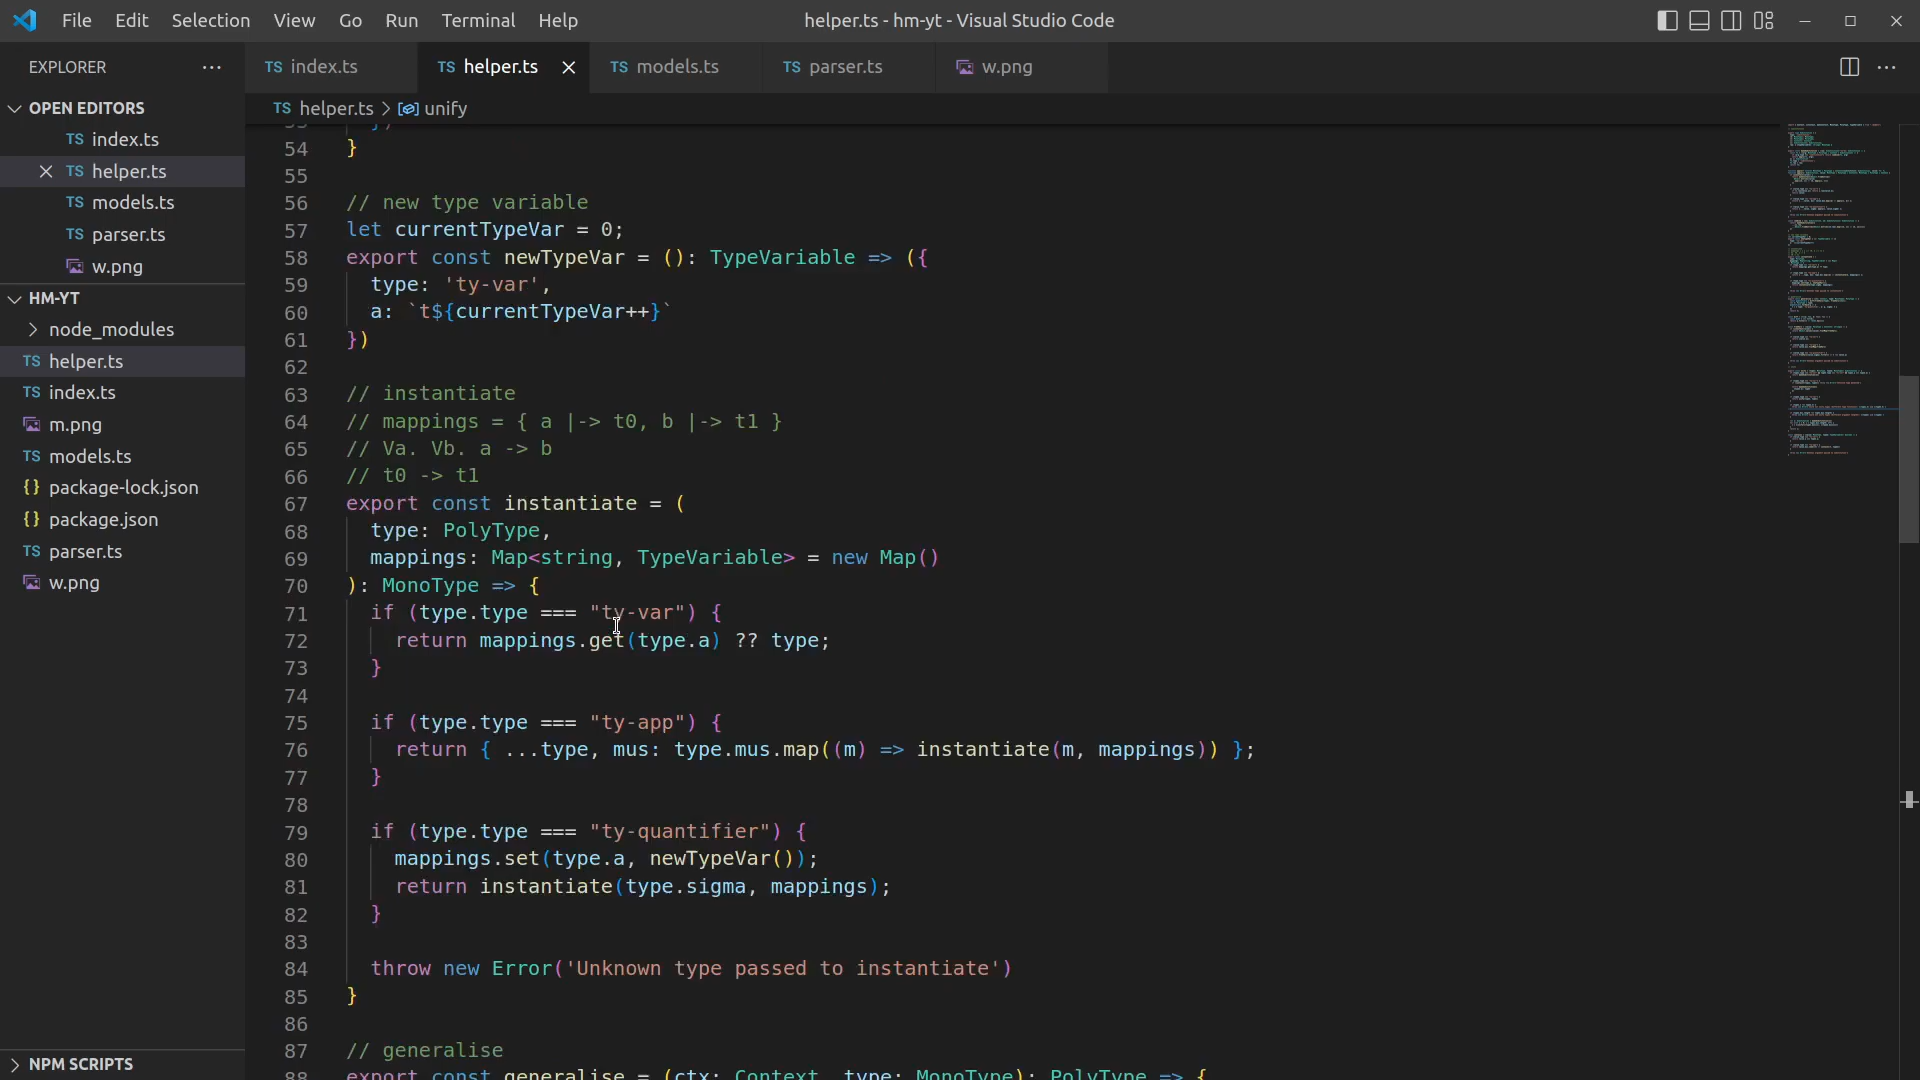 File Edit Selection View Go Run Terminal Help
helper.ts - hm-yt - Visual Studio Code
EXPLORER
OPEN EDITORS
TS index.ts
TS helper.ts
TS models.ts
TS parser.ts
w.png
HM-YT
node_modules
TS helper.ts
TS index.ts
m.png
TS models.ts
{} package-lock.json
{} package.json
TS parser.ts
w.png
NPM SCRIPTS
TS index.ts TS helper.ts TS models.ts TS parser.ts w.png
TS helper.ts > unify
54 }
55
56 // new type variable
57 let currentTypeVar = 0;
58 export const newTypeVar = (): TypeVariable => ({
59 type: 'ty-var',
60 a: `t${currentTypeVar++}`
61 })
62
63 // instantiate
64 // mappings = { a |-> t0, b |-> t1 }
65 // Va. Vb. a -> b
66 // t0 -> t1
67 export const instantiate = (
68 type: PolyType,
69 mappings: Map<string, TypeVariable> = new Map()
70 ): MonoType => {
71 if (type.type === "ty-var") {
72 return mappings.get(type.a) ?? type;
73 }
74
75 if (type.type === "ty-app") {
76 return { ...type, mus: type.mus.map((m) => instantiate(m, mappings)) };
77 }
78
79 if (type.type === "ty-quantifier") {
80 mappings.set(type.a, newTypeVar());
81 return instantiate(type.sigma, mappings);
82 }
83
84 throw new Error('Unknown type passed to instantiate')
85 }
86
87 // generalise
88 export const generalise = (ctx: Context, type: MonoType): PolyType => {